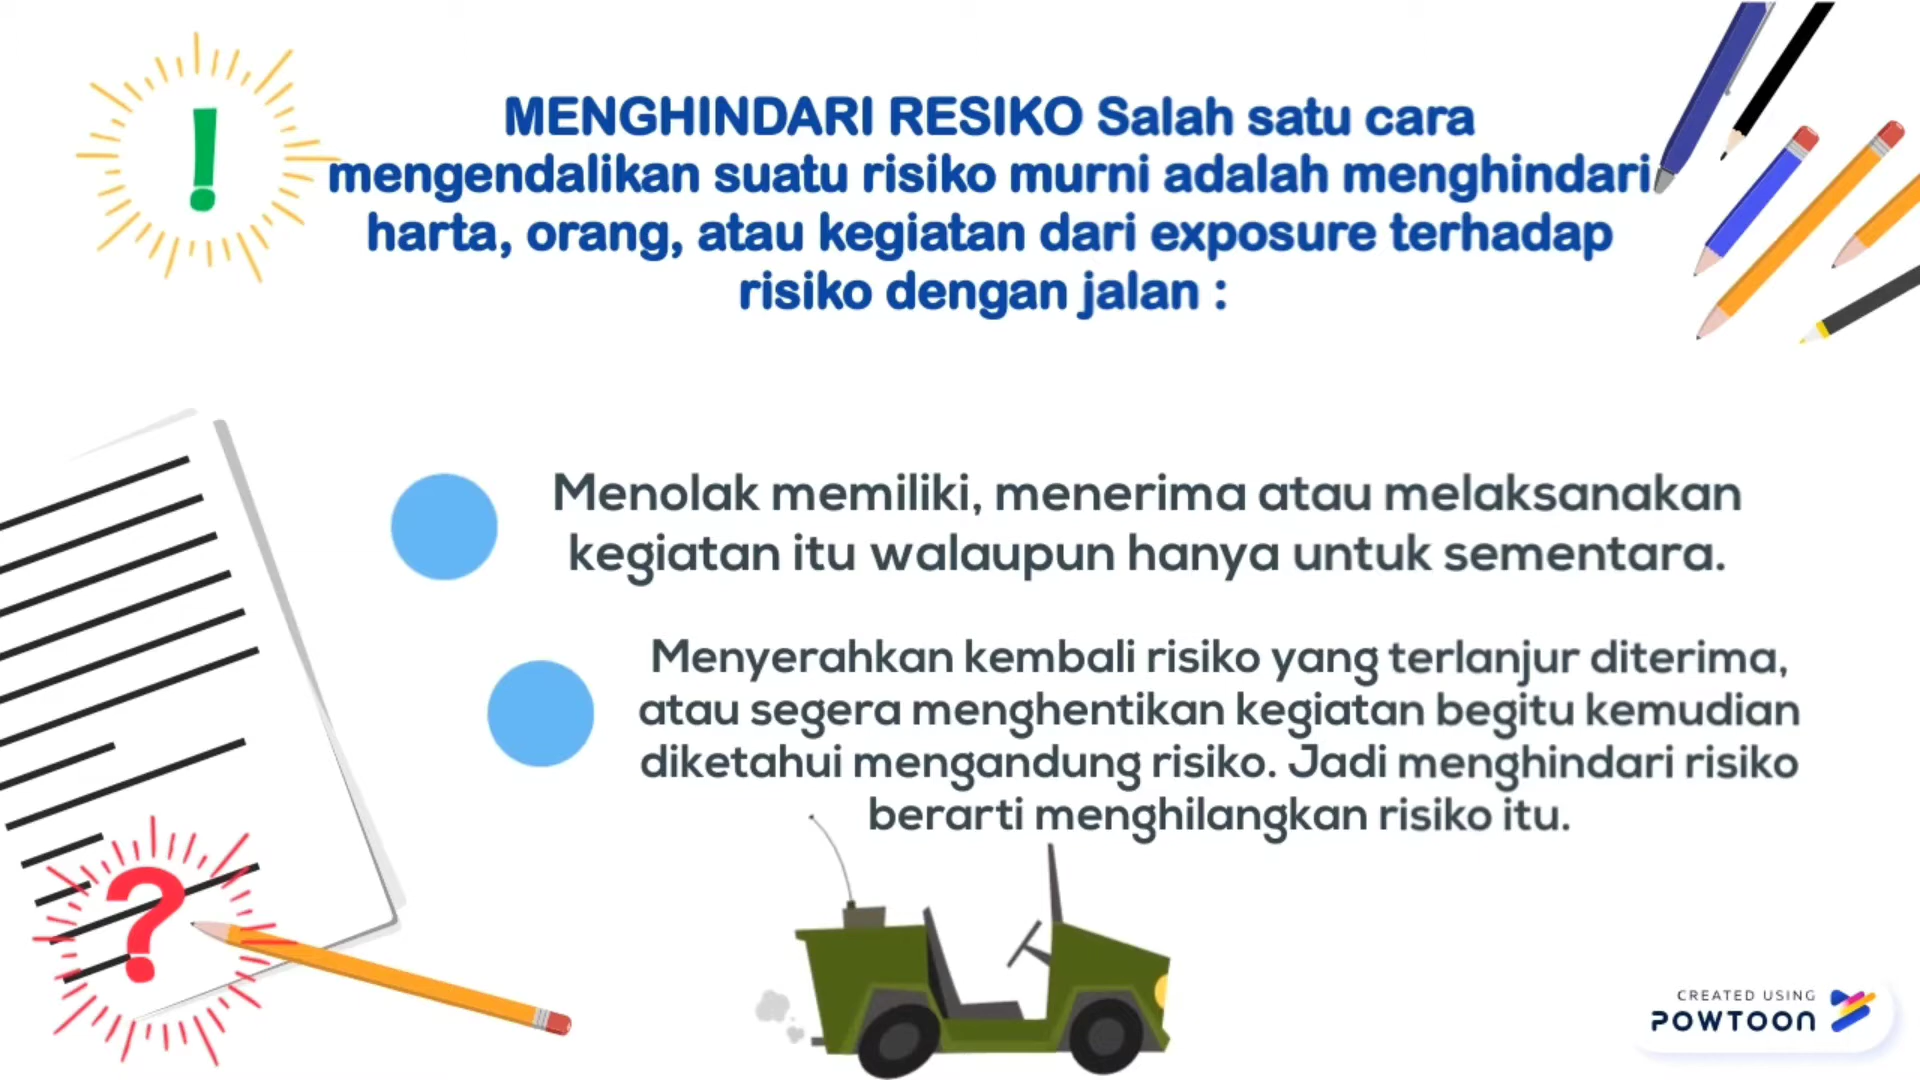 !
MENGHINDARI RESIKO Salah satu cara
mengendalikan suatu risiko murni adalah menghindari
harta, orang, atau kegiatan dari exposure terhadap
risiko dengan jalan :
Menolak memiliki, menerima atau melaksanakan
kegiatan itu walaupun hanya untuk sementara.
Menyerahkan kembali risiko yang terlanjur diterima,
atau segera menghentikan kegiatan begitu kemudian
diketahui mengandung risiko. Jadi menghindari risiko
berarti menghilangkan risiko itu.
?
CREATED USING
POWTOON